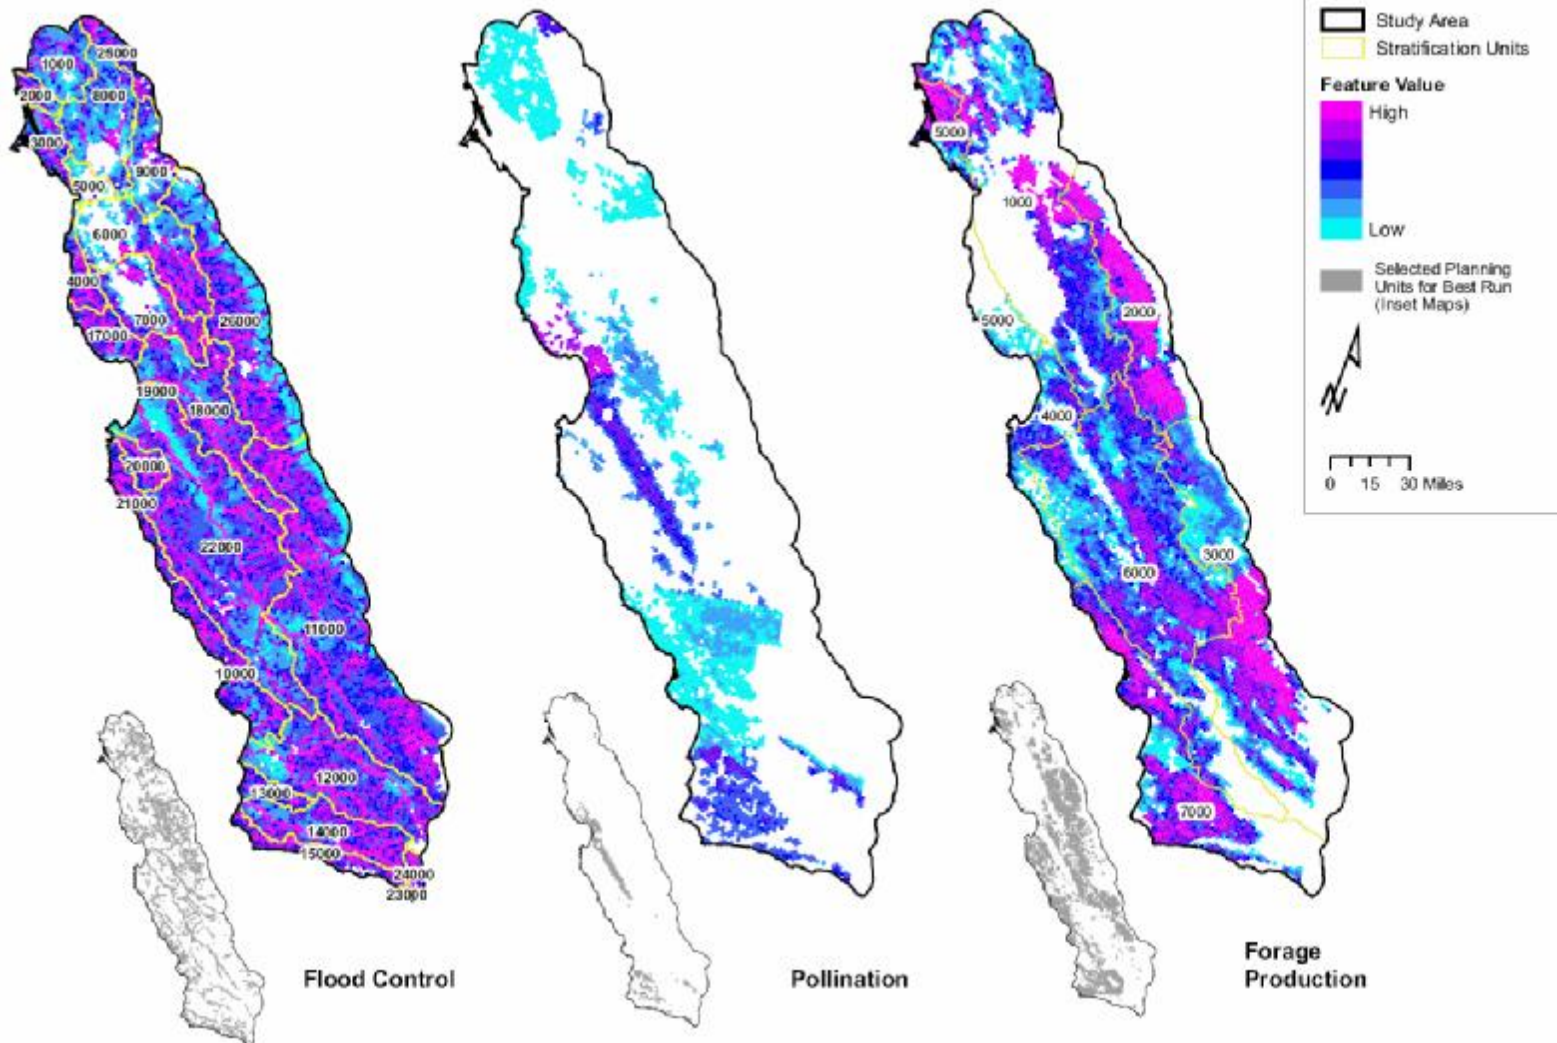 Study Area
Stratification Units
Feature Value
High
Low
Selected Planning
Units for Best Run
(Inset Maps)
N
0 15 30 Miles
1000
25000
2000
8000
3000
9000
5000
6000
4000
7000
26000
17000
19000
18000
20000
21000
22000
11000
10000
12000
13000
14000
15000
24000
23000
Flood Control
Pollination
5000
1000
2000
5000
4000
3000
6000
7000
Forage
Production